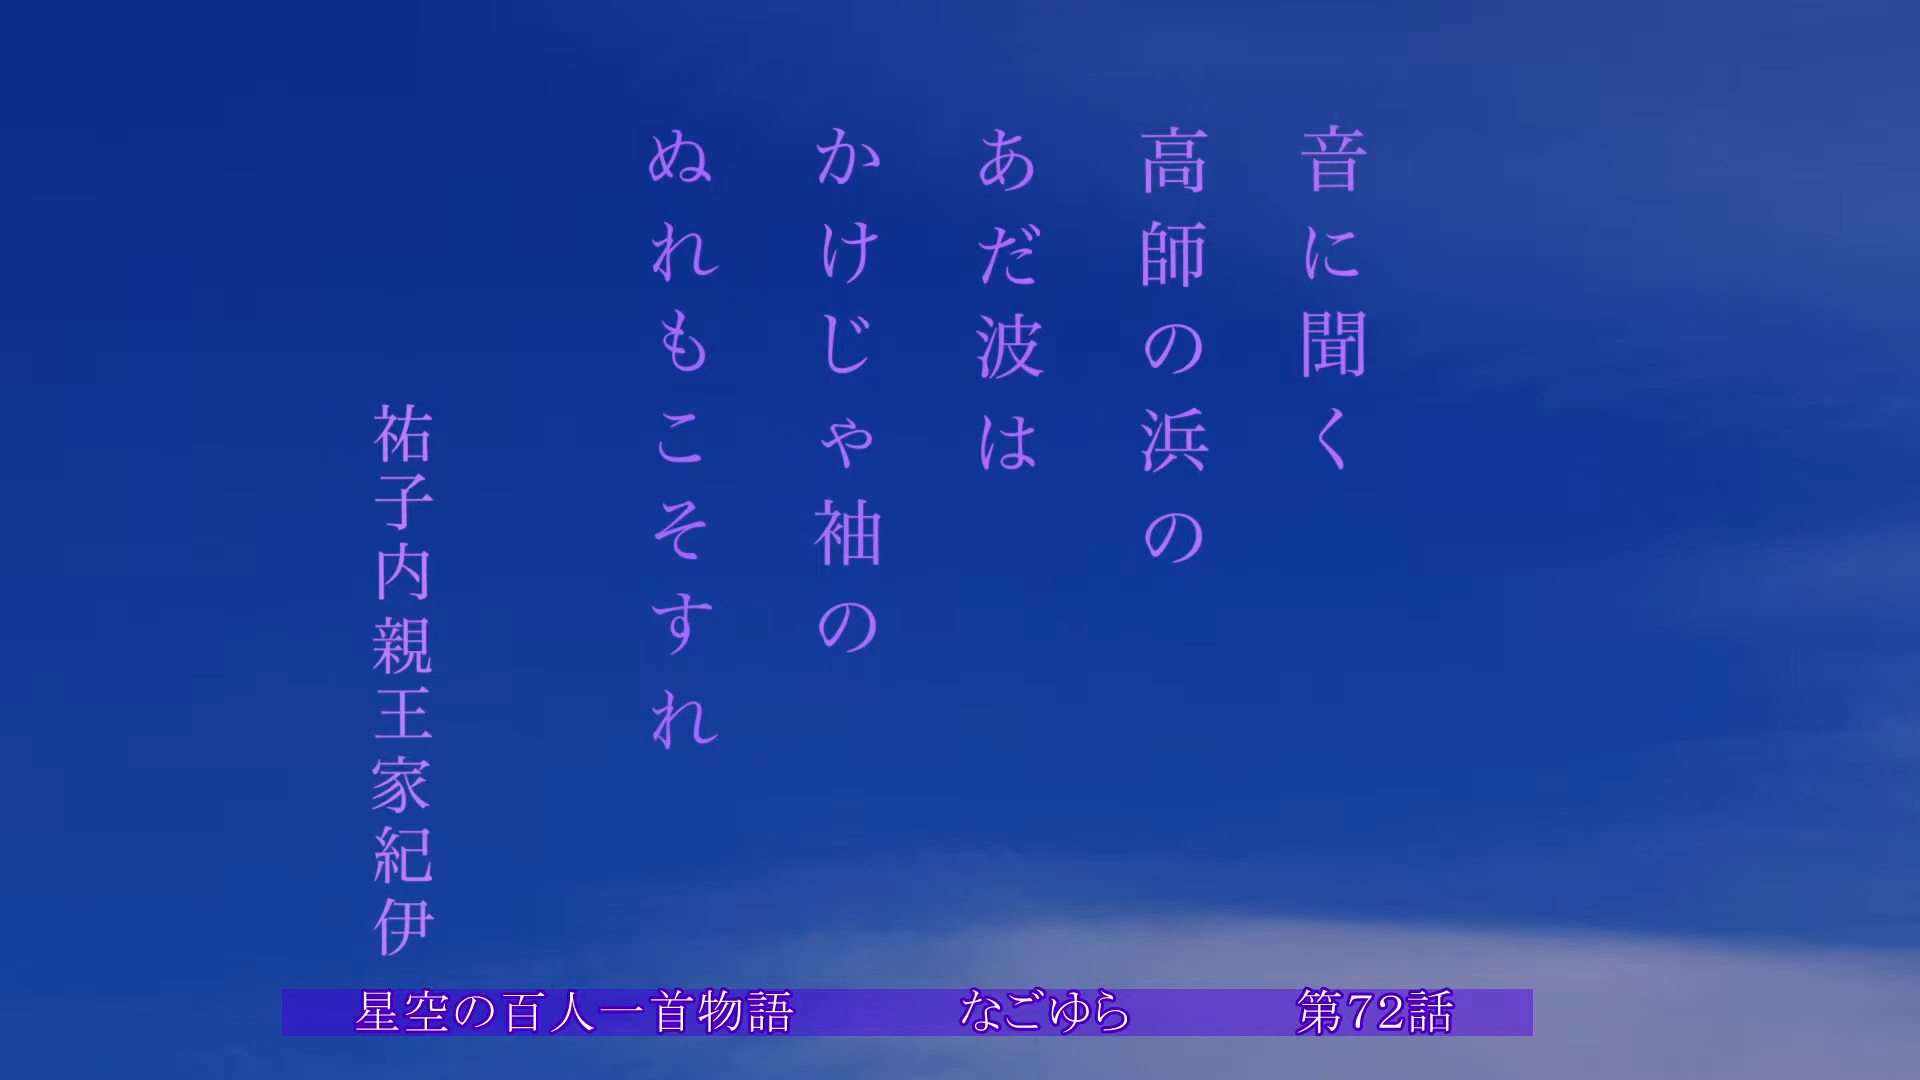 音に聞く
高師の浜の
あだ波は
かけじゃ袖の
ぬれもこそすれ
祐子内親王家紀伊
星空の百人一首物語 なごゆら 第72話